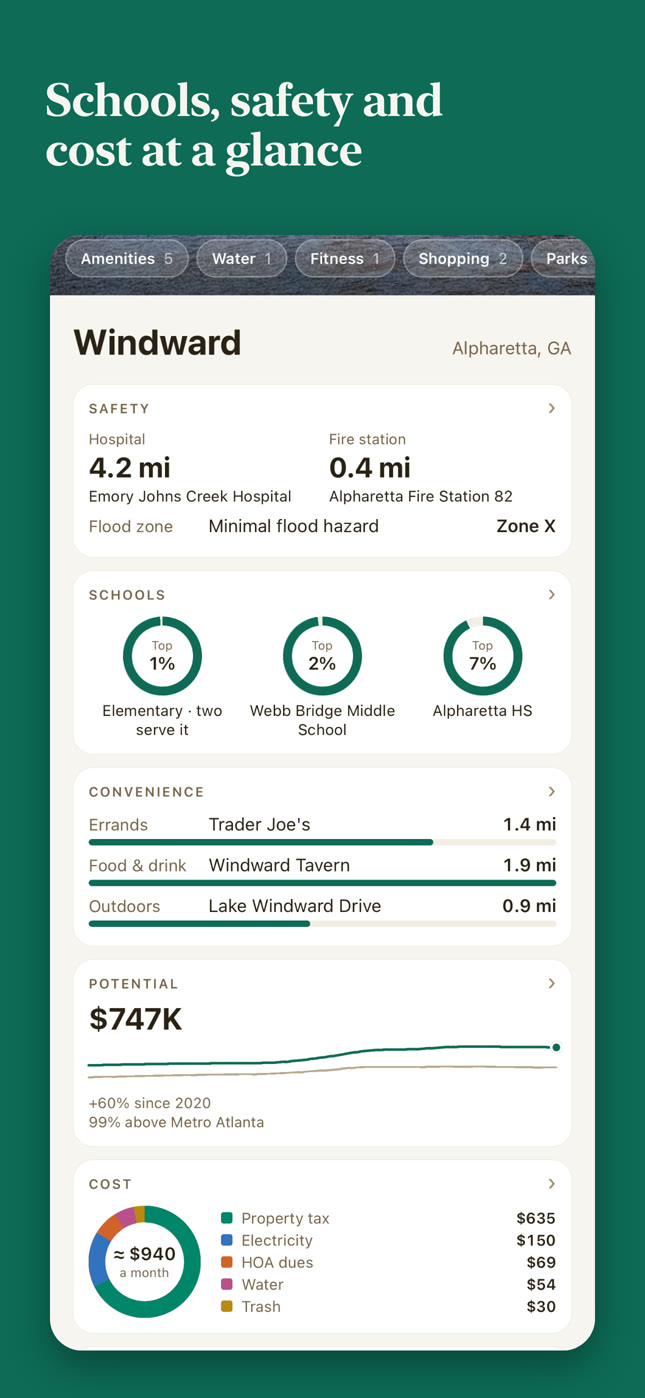 Schools, safety and
cost at a glance
Amenities 5 Water 1 Fitness 1 Shopping 2 Parks
Windward Alpharetta, GA
SAFETY
Hospital Fire station
4.2 mi 0.4 mi
Emory Johns Creek Hospital Alpharetta Fire Station 82
Flood zone Minimal flood hazard Zone X
SCHOOLS
Top Top Top
1% 2% 7%
Elementary · two Webb Bridge Middle Alpharetta HS
serve it School
CONVENIENCE
Errands Trader Joe's 1.4 mi
Food & drink Windward Tavern 1.9 mi
Outdoors Lake Windward Drive 0.9 mi
POTENTIAL
$747K
+60% since 2020
99% above Metro Atlanta
COST
≈ $940
a month
Property tax $635
Electricity $150
HOA dues $69
Water $54
Trash $30